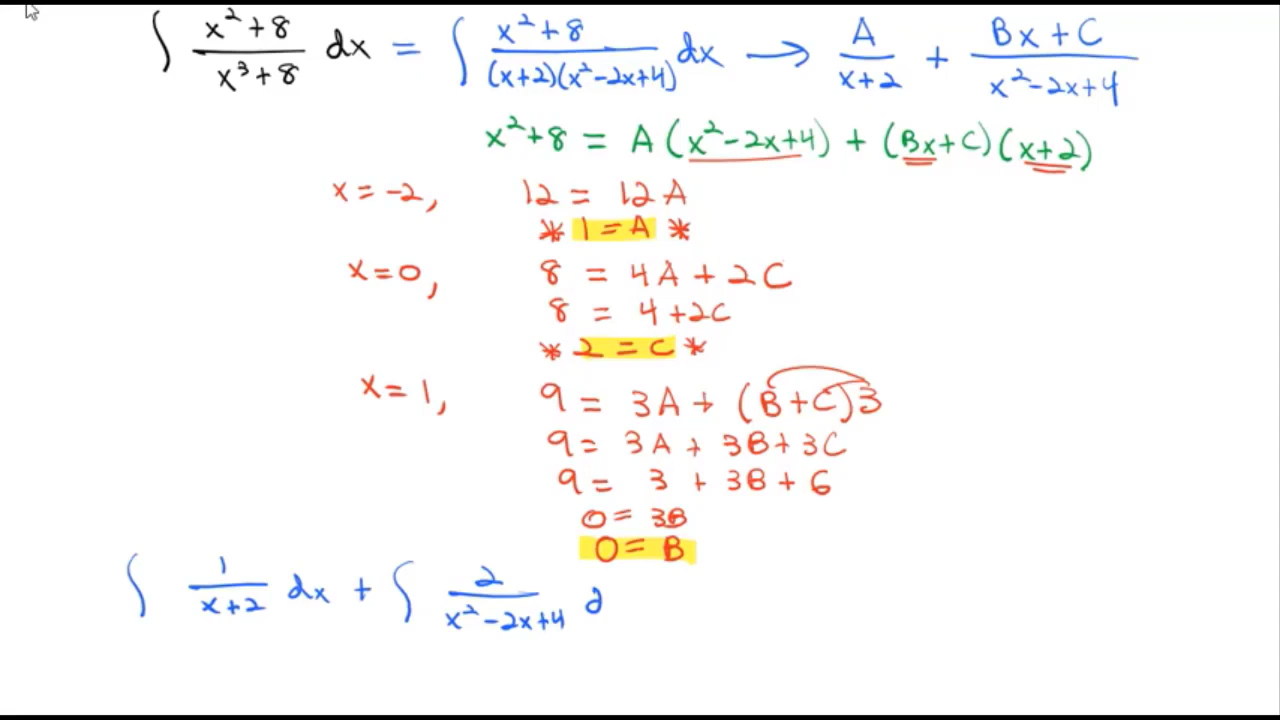 ∫ (x² + 8)/(x³ + 8) dx = ∫ (x² + 8)/((x+2)(x² - 2x + 4)) dx → A/(x+2) + (Bx + C)/(x² - 2x + 4)
x² + 8 = A(x² - 2x + 4) + (Bx + C)(x + 2)
x = -2, 12 = 12A
* 1 = A *
x = 0, 8 = 4A + 2C
8 = 4 + 2C
* 2 = C *
x = 1, 9 = 3A + (B + C)3
9 = 3A + 3B + 3C
9 = 3 + 3B + 6
0 = 3B
0 = B
∫ 1/(x+2) dx + ∫ 2/(x² - 2x + 4) d